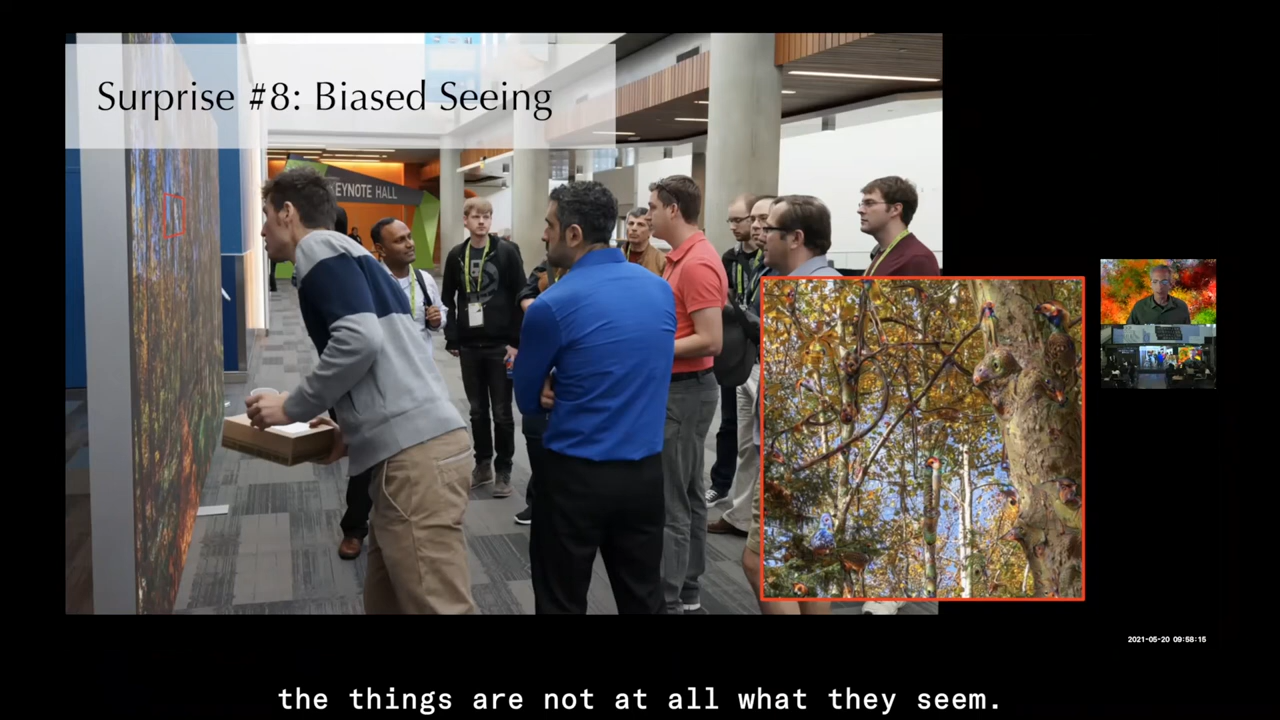 Surprise #8: Biased Seeing
EYNOTE HALL
2021-05-20 09:58:15
the things are not at all what they seem.